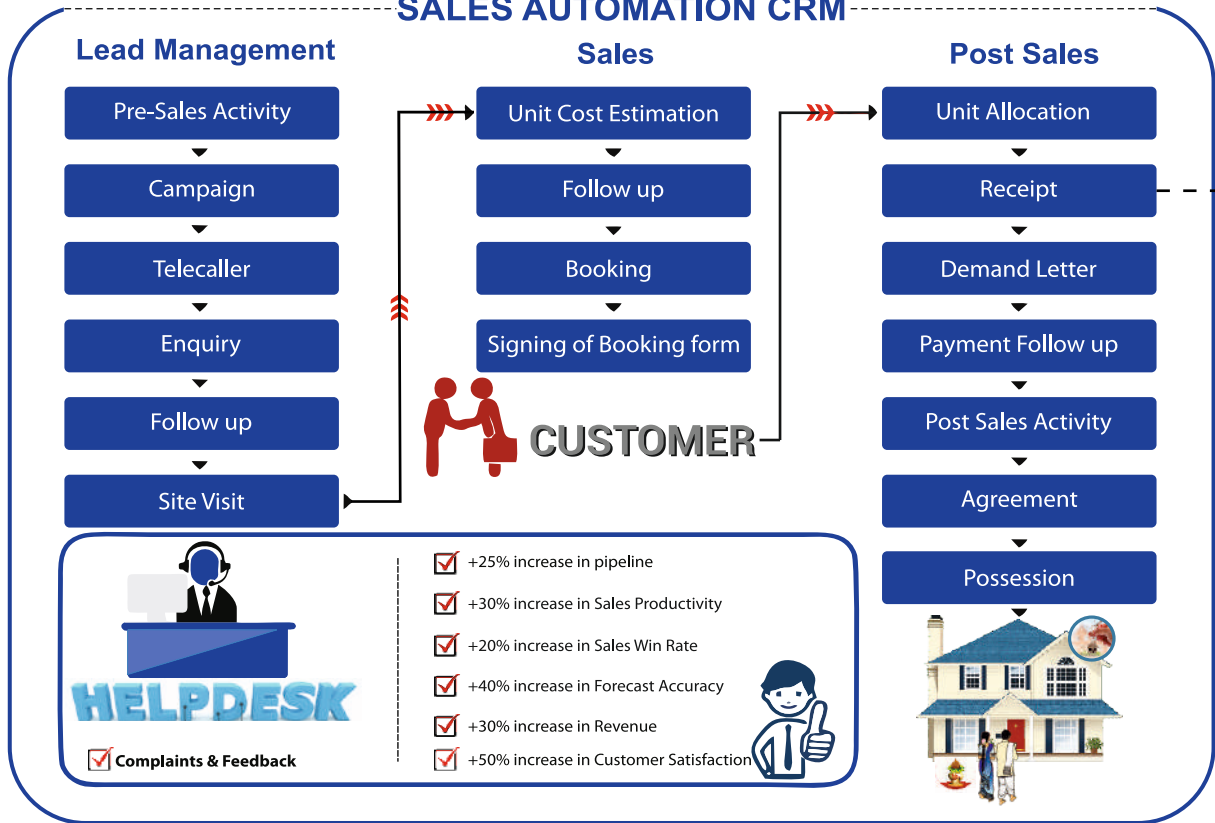 SALES AUTOMATION CRM
Lead Management
Pre-Sales Activity
Campaign
Telecaller
Enquiry
Follow up
Site Visit
Sales
Unit Cost Estimation
Follow up
Booking
Signing of Booking form
CUSTOMER
Post Sales
Unit Allocation
Receipt
Demand Letter
Payment Follow up
Post Sales Activity
Agreement
Possession
HELPDESK
Complaints & Feedback
+25% increase in pipeline
+30% increase in Sales Productivity
+20% increase in Sales Win Rate
+40% increase in Forecast Accuracy
+30% increase in Revenue
+50% increase in Customer Satisfaction